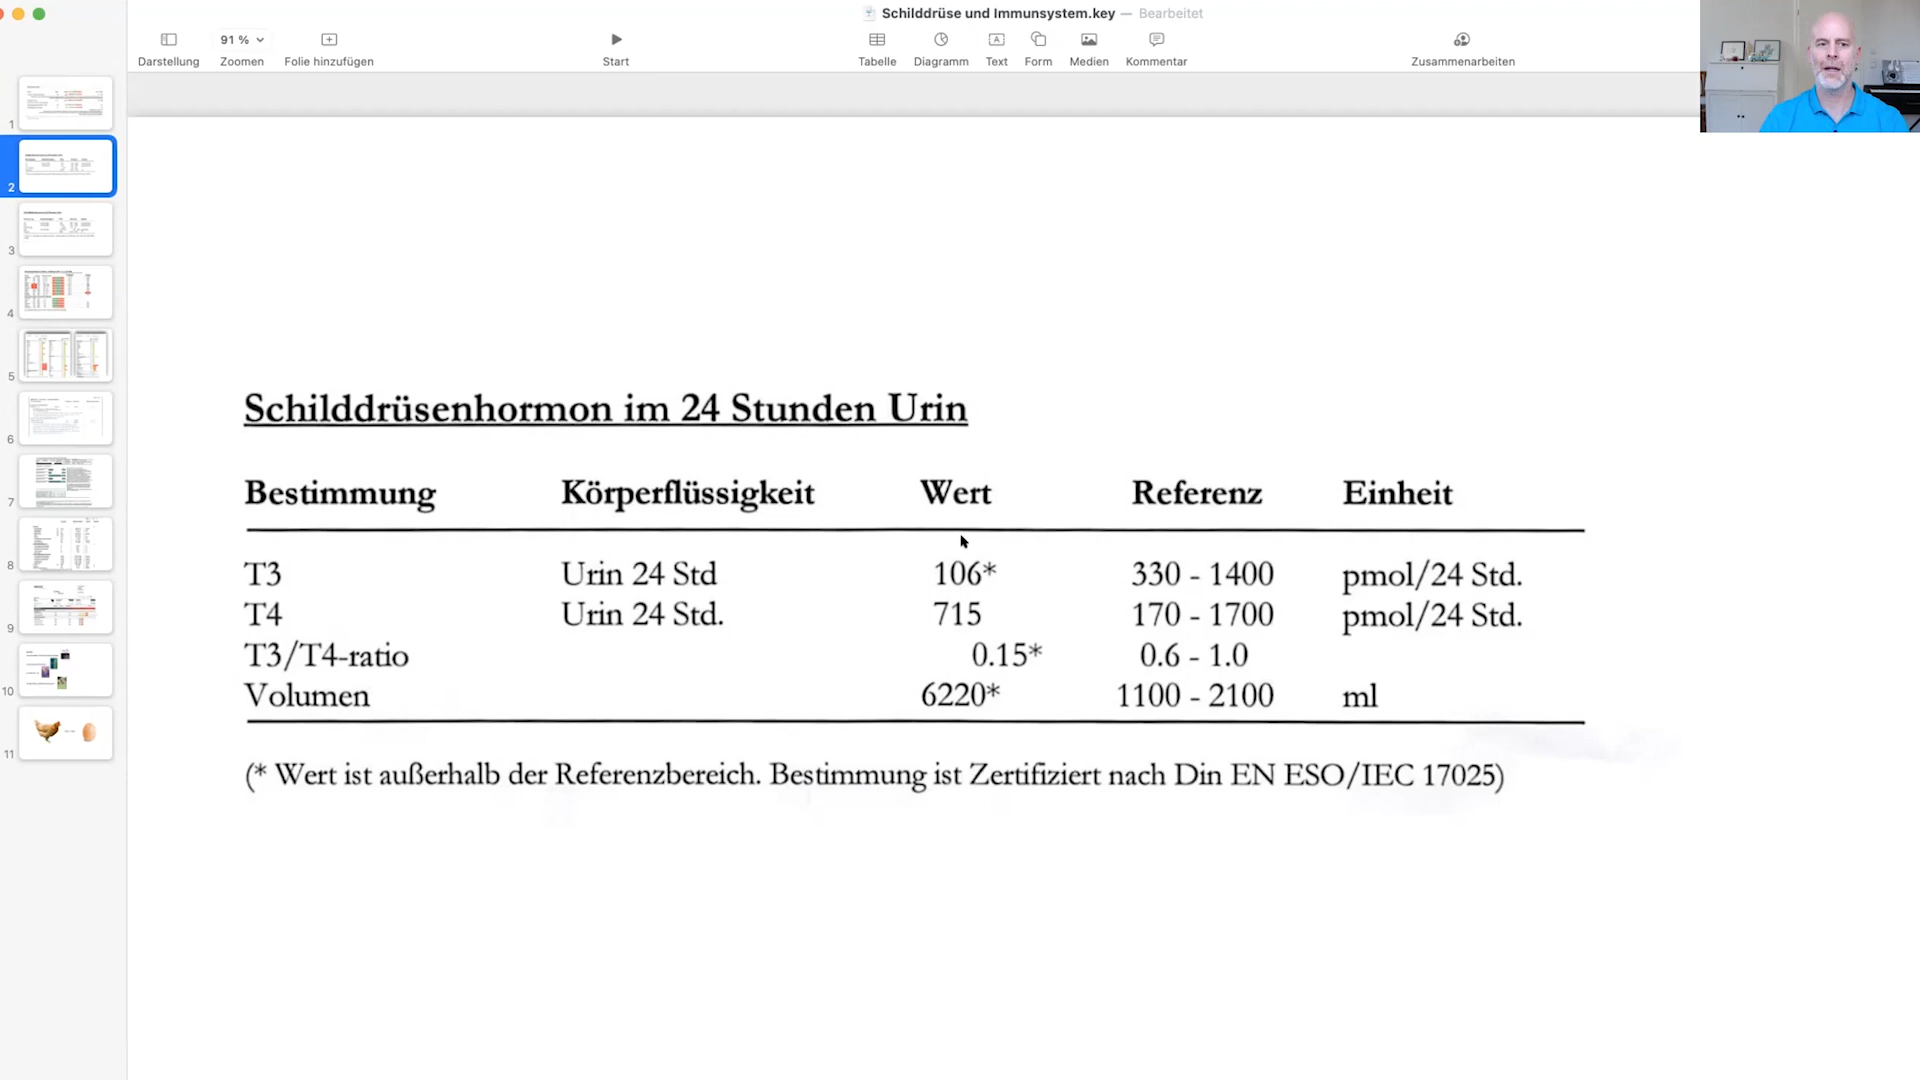 Schilddrüse und Immunsystem.key — Bearbeitet
91 %
Darstellung Zoomen Folie hinzufügen Start Tabelle Diagramm Text Form Medien Kommentar Zusammenarbeiten
1
2
3
4
5
6
7
8
9
10
11
Schilddrüsenhormon im 24 Stunden Urin
Bestimmung Körperflüssigkeit Wert Referenz Einheit
T3 Urin 24 Std 106* 330 - 1400 pmol/24 Std.
T4 Urin 24 Std. 715 170 - 1700 pmol/24 Std.
T3/T4-ratio 0.15* 0.6 - 1.0
Volumen 6220* 1100 - 2100 ml
(* Wert ist außerhalb der Referenzbereich. Bestimmung ist Zertifiziert nach Din EN ESO/IEC 17025)